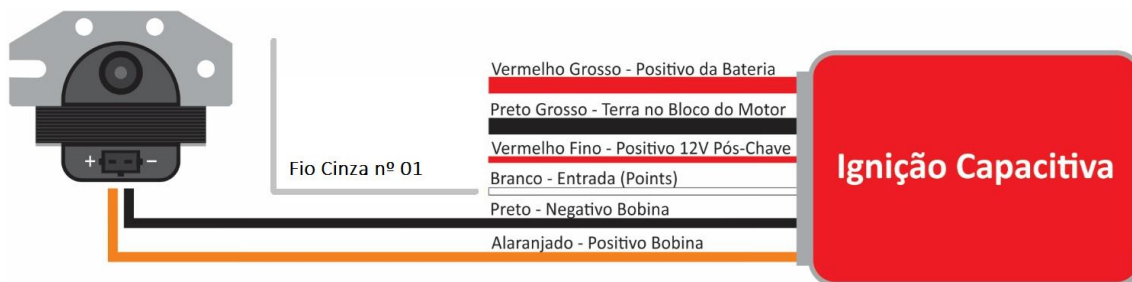 Vermelho Grosso - Positivo da Bateria
Preto Grosso - Terra no Bloco do Motor
Vermelho Fino - Positivo 12V Pós-Chave
Fio Cinza nº 01
Branco - Entrada (Points)
Preto - Negativo Bobina
Alaranjado - Positivo Bobina
Ignição Capacitiva
+ -